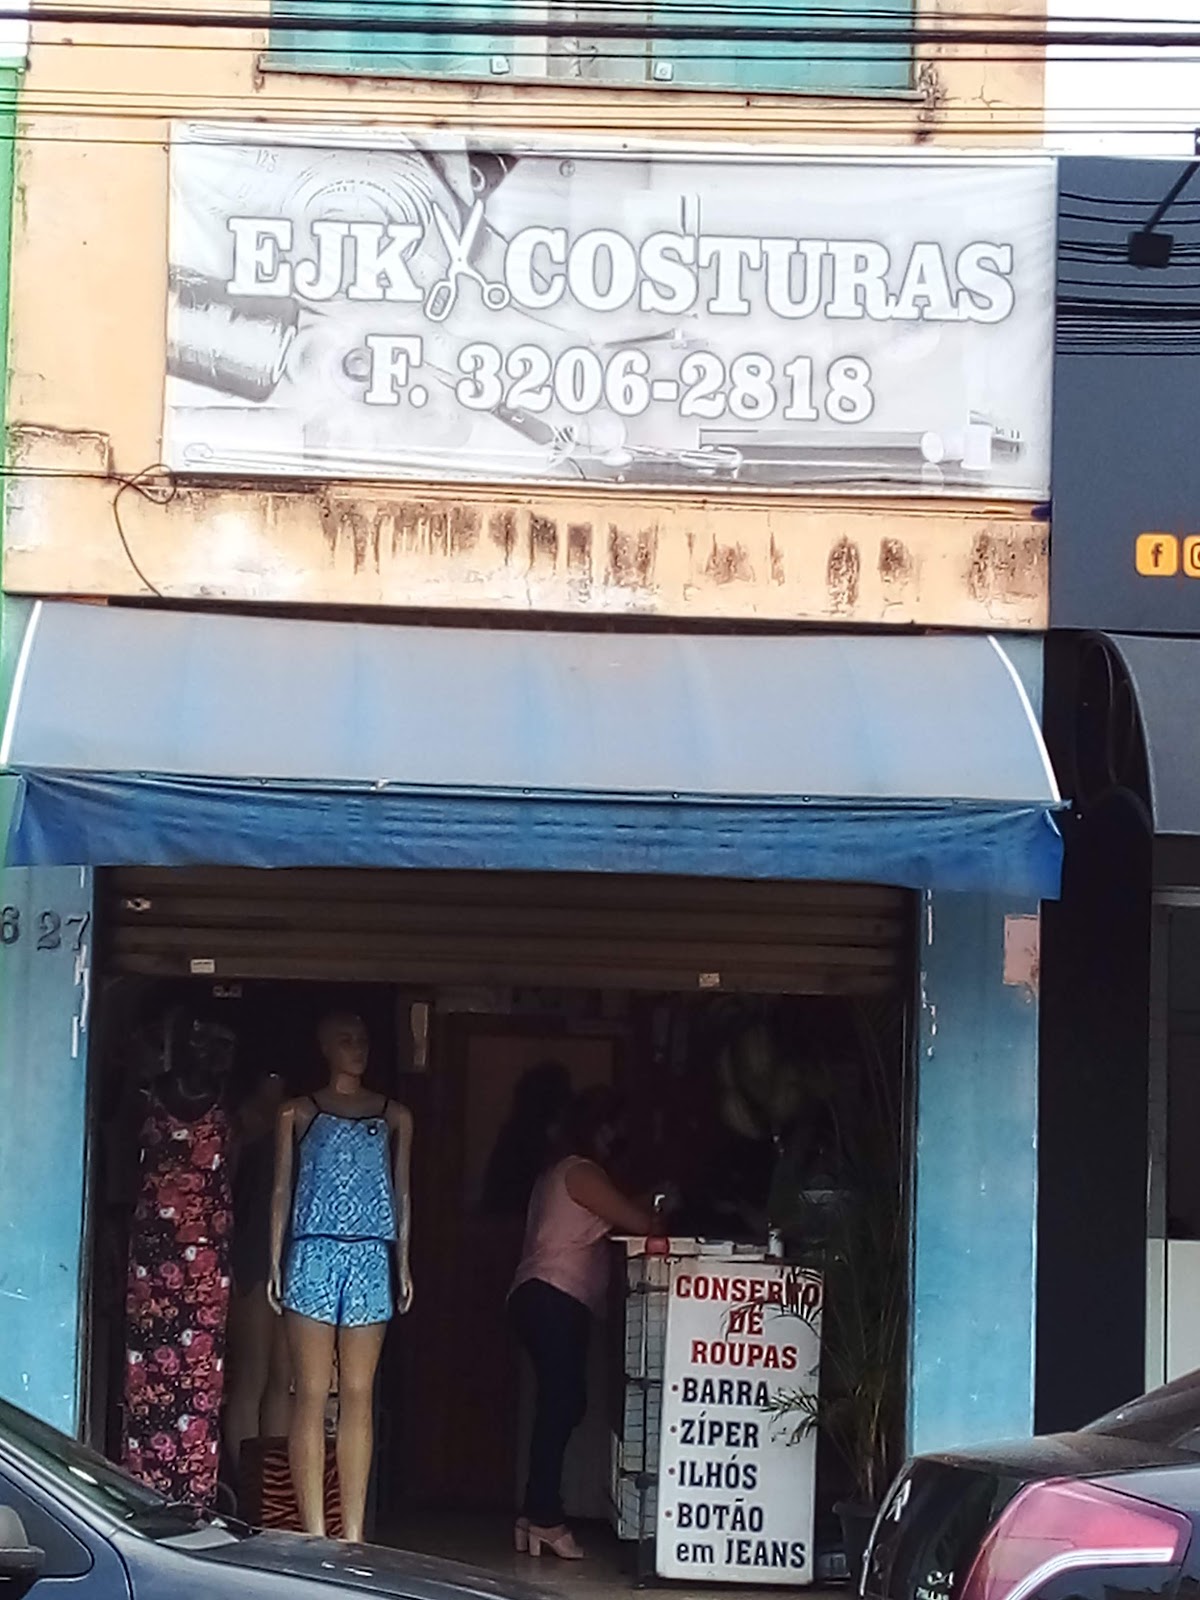 EJK COSTURAS
F. 3206-2818
f
627
CONSERTO
DE
ROUPAS
•BARRA
•ZÍPER
•ILHÓS
•BOTÃO
em JEANS